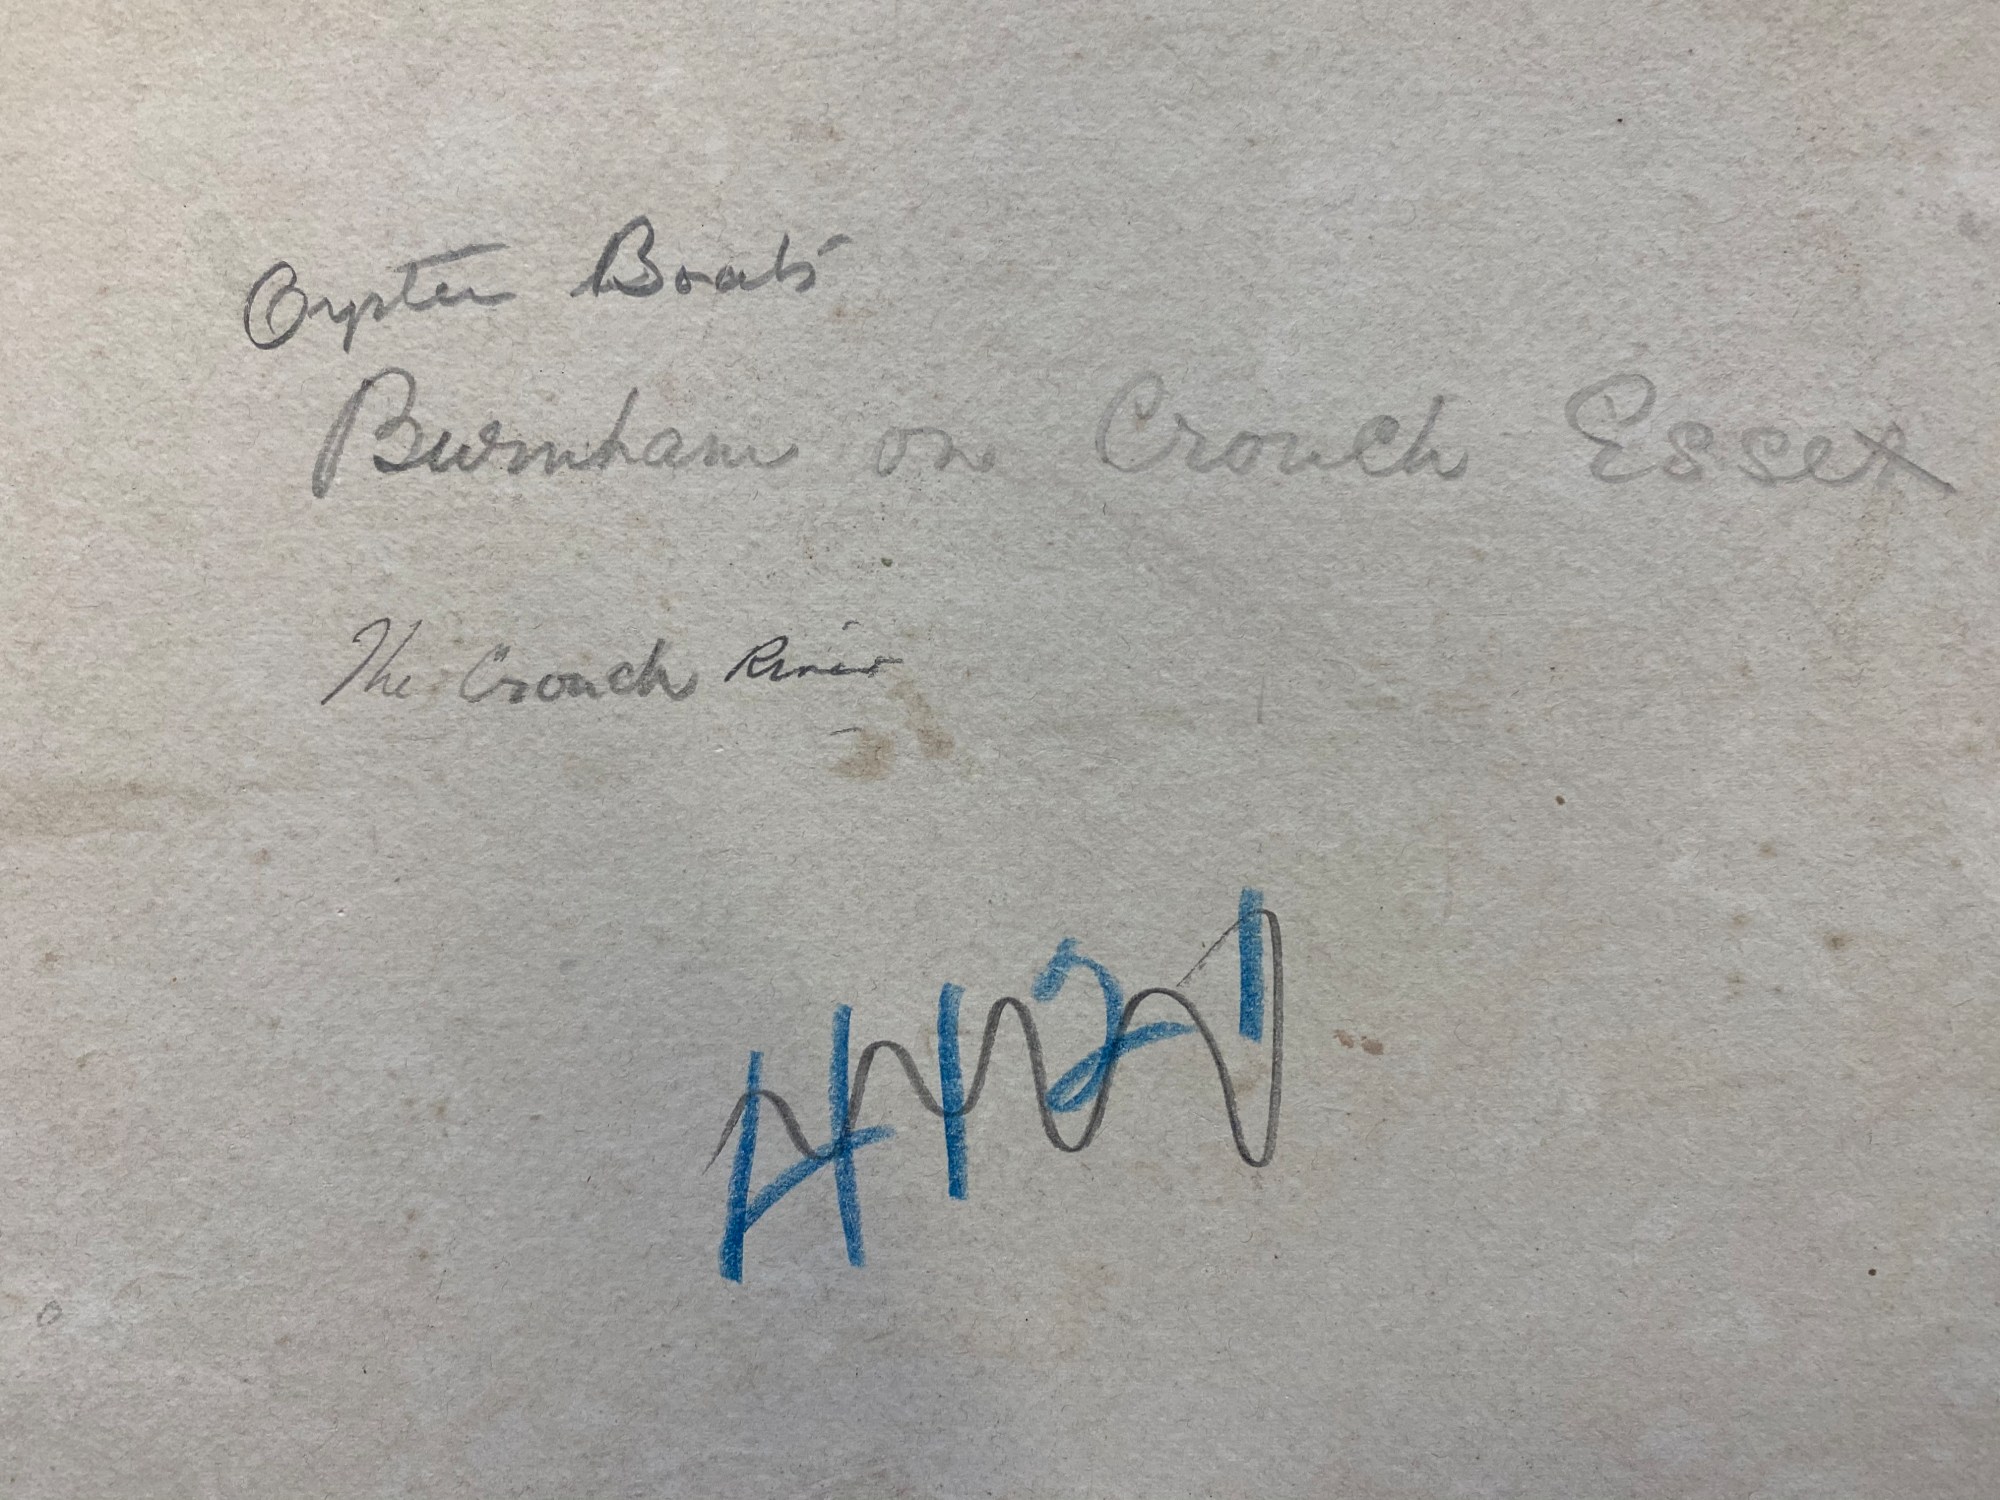 Oyster Boats
Burnham on Crouch Essex
The Crouch River